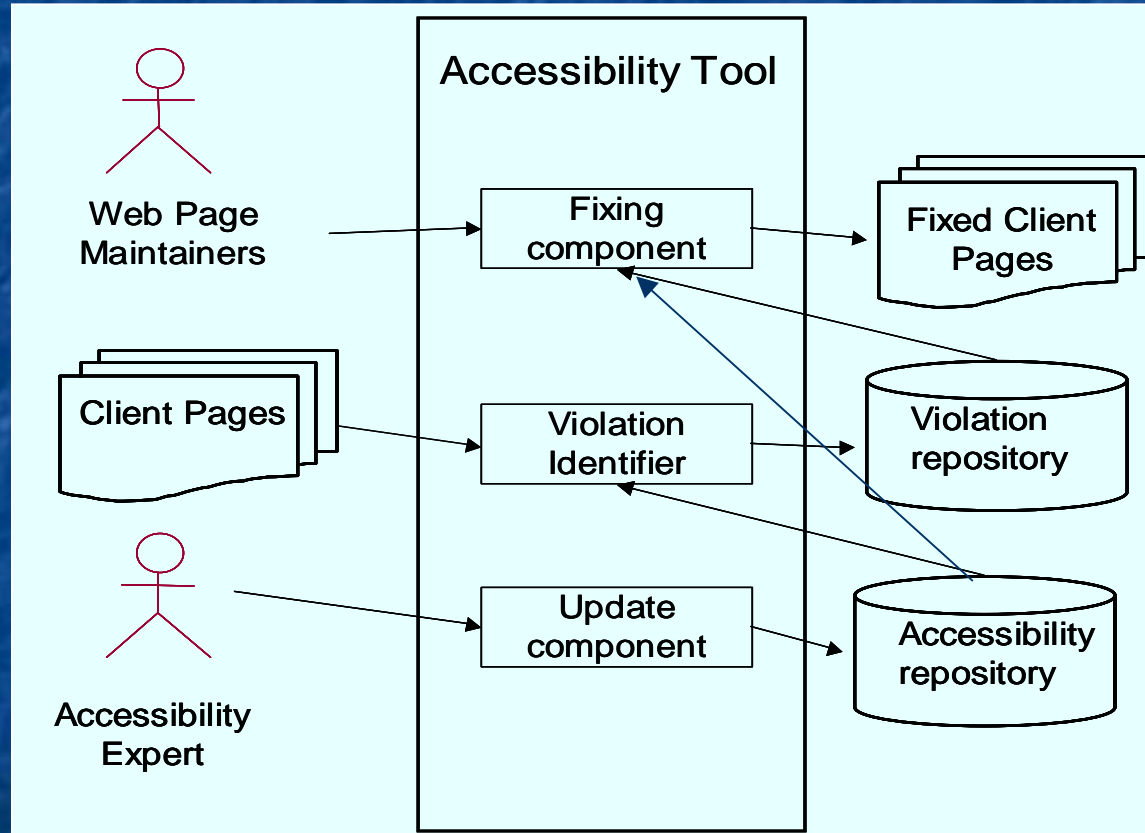 Accessibility Tool
Web Page
Maintainers
Fixing
component
Fixed Client
Pages
Client Pages
Violation
Identifier
Violation
repository
Accessibility
Expert
Update
component
Accessibility
repository